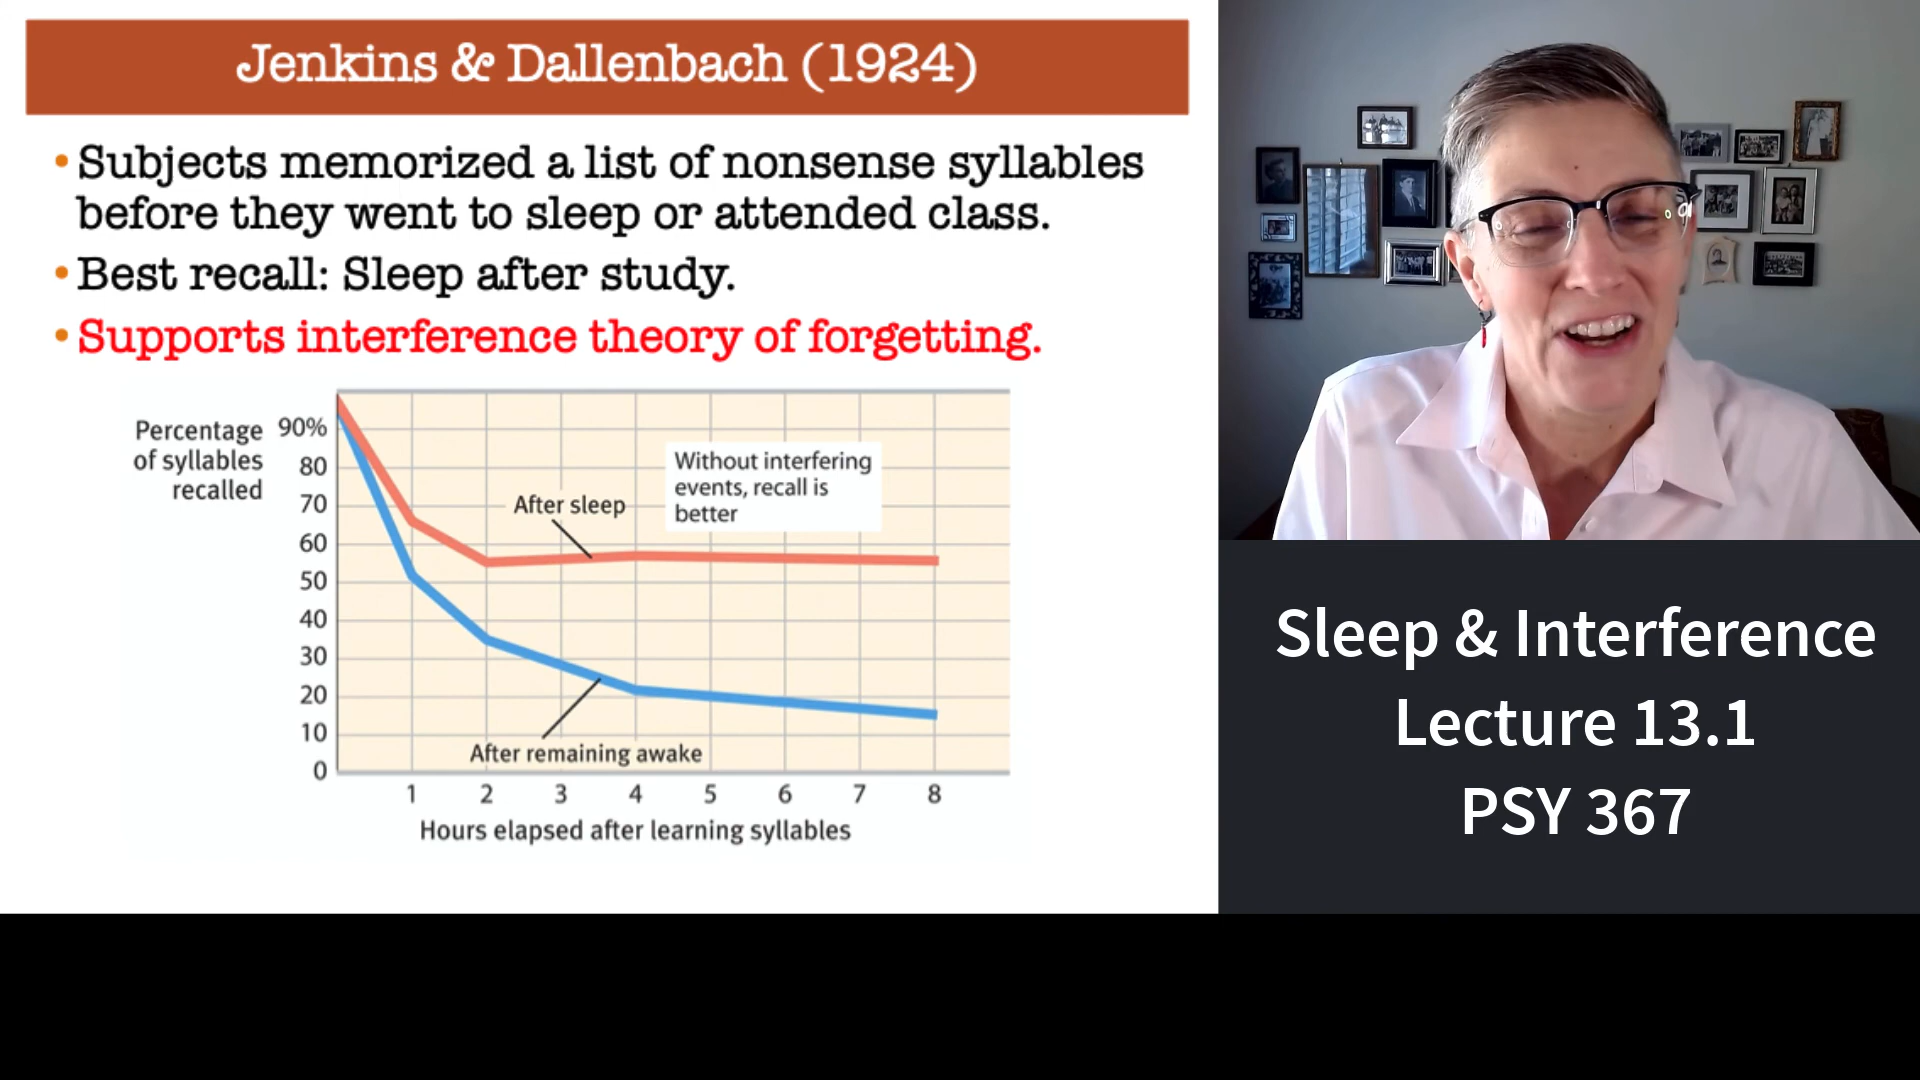 Jenkins & Dallenbach (1924)
•Subjects memorized a list of nonsense syllables
before they went to sleep or attended class.
•Best recall: Sleep after study.
•Supports interference theory of forgetting.
Percentage
of syllables
recalled
90%
80
70
60
50
40
30
20
10
0
After sleep
Without interfering
events, recall is
better
After remaining awake
1 2 3 4 5 6 7 8
Hours elapsed after learning syllables
Sleep & Interference
Lecture 13.1
PSY 367